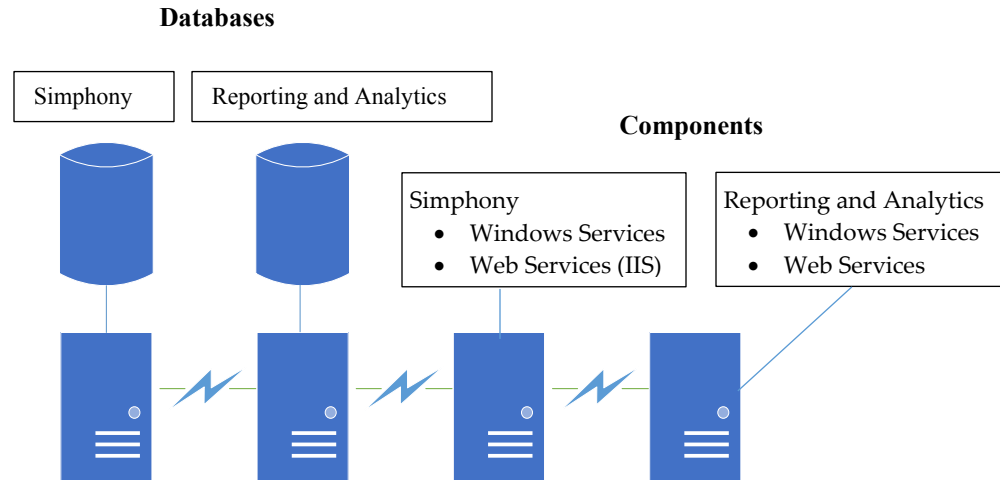 Databases
Simphony
Reporting and Analytics
Components
Simphony
• Windows Services
• Web Services (IIS)
Reporting and Analytics
• Windows Services
• Web Services